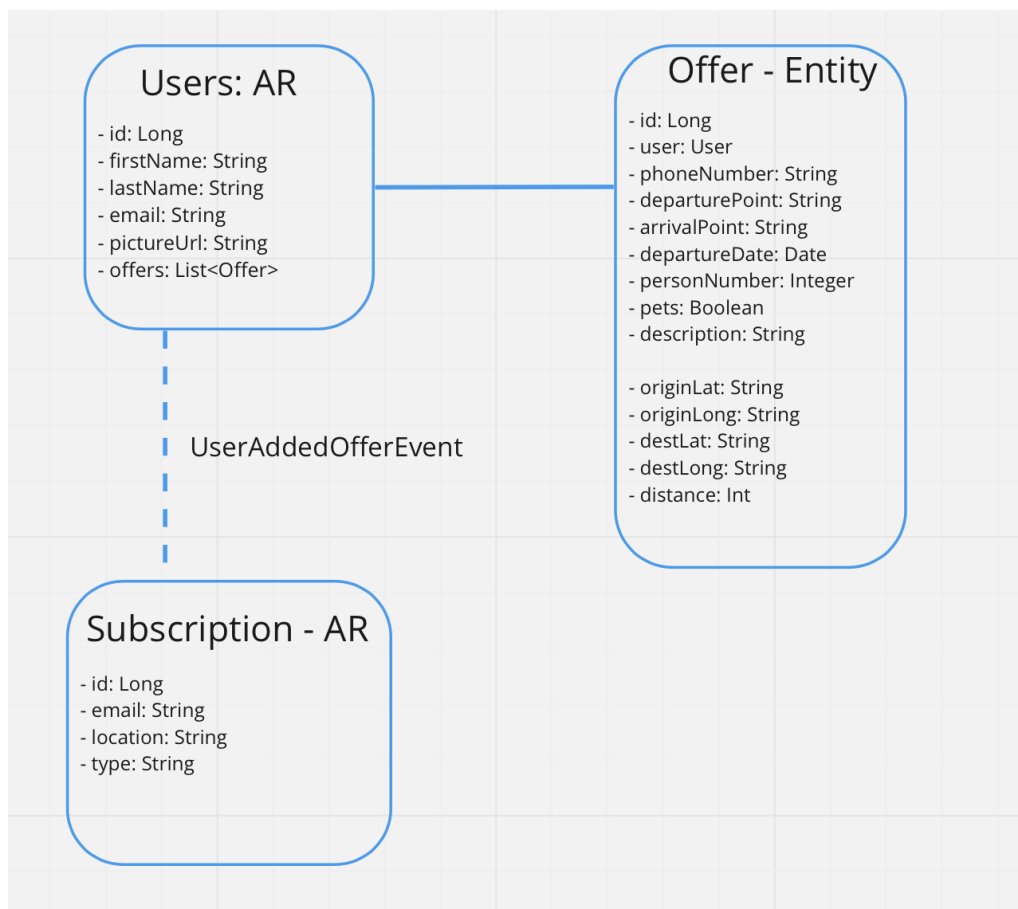 Users: AR
- id: Long
- firstName: String
- lastName: String
- email: String
- pictureUrl: String
- offers: List<Offer>
Offer - Entity
- id: Long
- user: User
- phoneNumber: String
- departurePoint: String
- arrivalPoint: String
- departureDate: Date
- personNumber: Integer
- pets: Boolean
- description: String
- originLat: String
- originLong: String
- destLat: String
- destLong: String
- distance: Int
UserAddedOfferEvent
Subscription - AR
- id: Long
- email: String
- location: String
- type: String